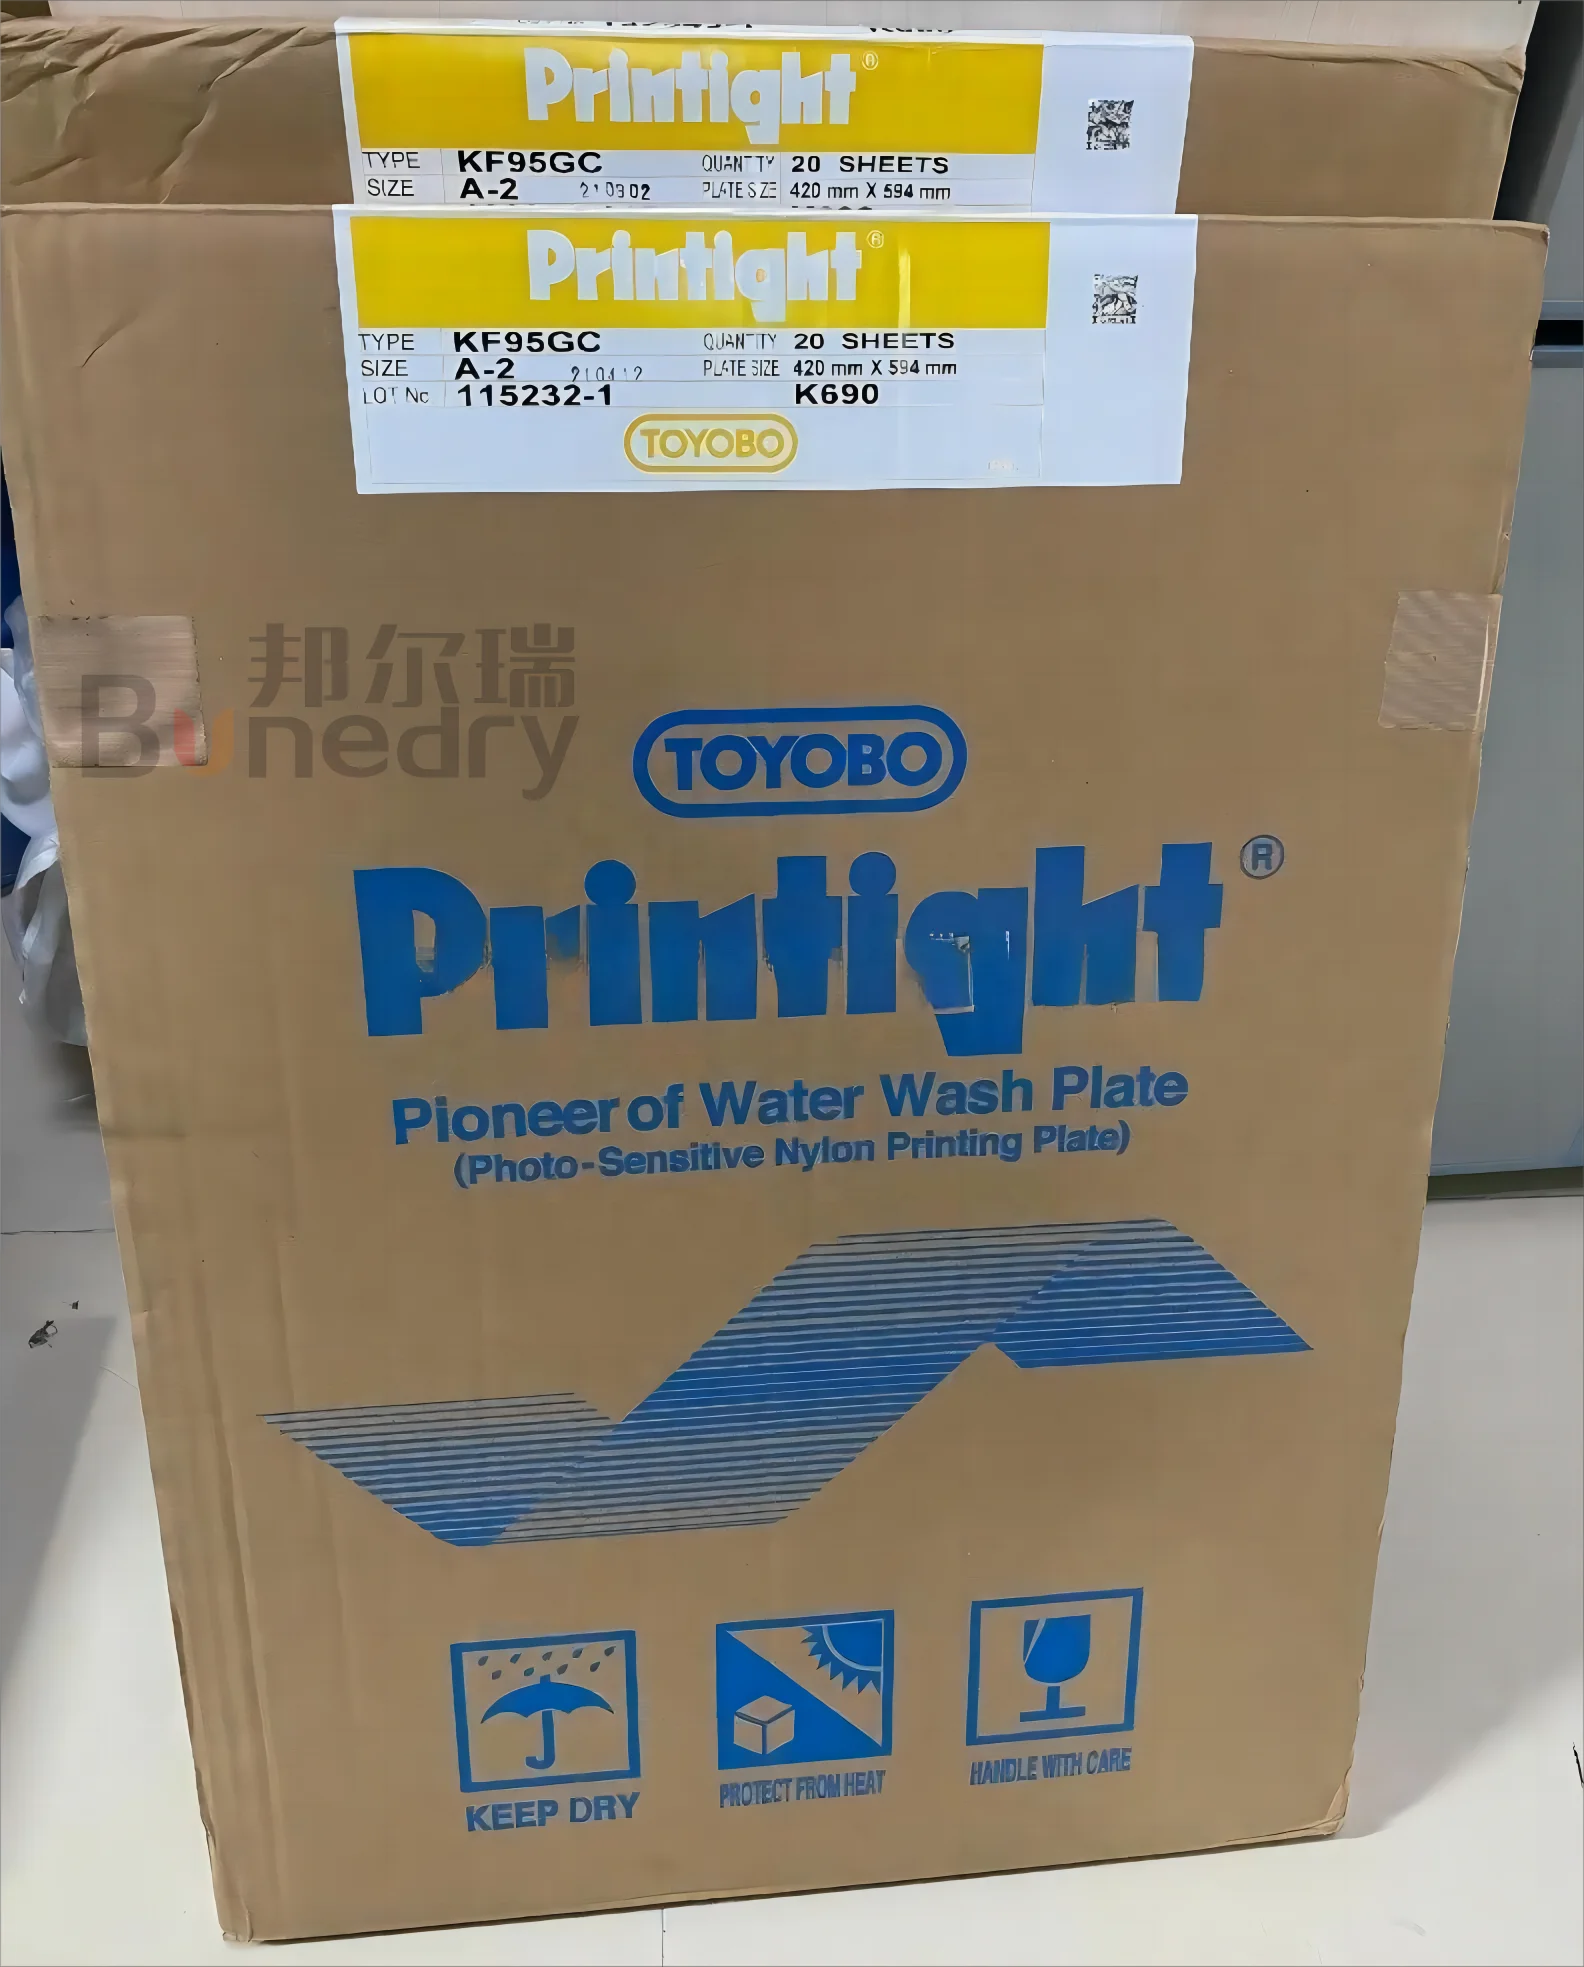 Printight®
TYPE KF95GC QUANTITY 20 SHEETS
SIZE A-2 210302 PLATE SIZE 420 mm X 594 mm
Printight®
TYPE KF95GC QUANTITY 20 SHEETS
SIZE A-2 210412 PLATE SIZE 420 mm X 594 mm
LOT No 115232-1 K690
TOYOBO
邦尔瑞
Bunedry
TOYOBO
Printight®
Pioneer of Water Wash Plate
(Photo-Sensitive Nylon Printing Plate)
KEEP DRY
PROTECT FROM HEAT
HANDLE WITH CARE